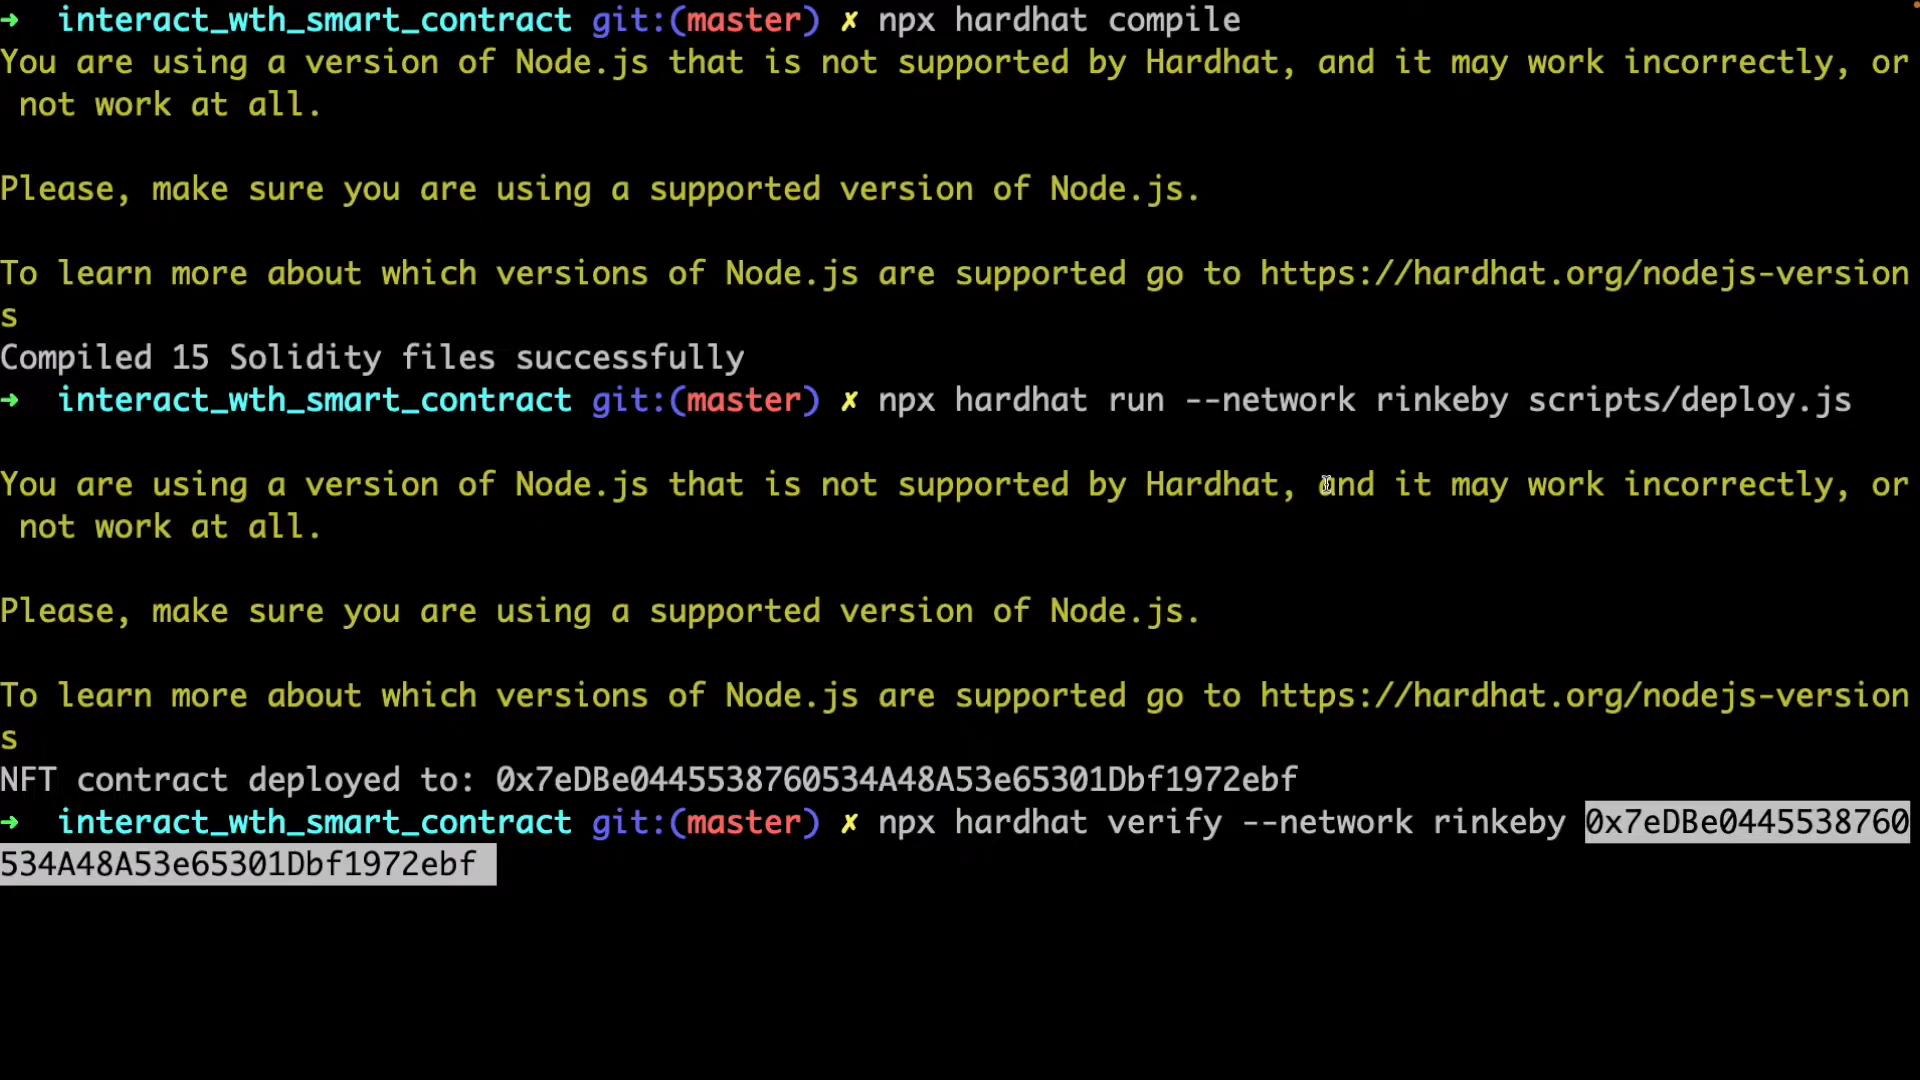 → interact_wth_smart_contract git:(master) ✗ npx hardhat compile
You are using a version of Node.js that is not supported by Hardhat, and it may work incorrectly, or
not work at all.
Please, make sure you are using a supported version of Node.js.
To learn more about which versions of Node.js are supported go to https://hardhat.org/nodejs-version
s
Compiled 15 Solidity files successfully
→ interact_wth_smart_contract git:(master) ✗ npx hardhat run --network rinkeby scripts/deploy.js
You are using a version of Node.js that is not supported by Hardhat, and it may work incorrectly, or
not work at all.
Please, make sure you are using a supported version of Node.js.
To learn more about which versions of Node.js are supported go to https://hardhat.org/nodejs-version
s
NFT contract deployed to: 0x7eDBe0445538760534A48A53e65301Dbf1972ebf
→ interact_wth_smart_contract git:(master) ✗ npx hardhat verify --network rinkeby 0x7eDBe0445538760
534A48A53e65301Dbf1972ebf